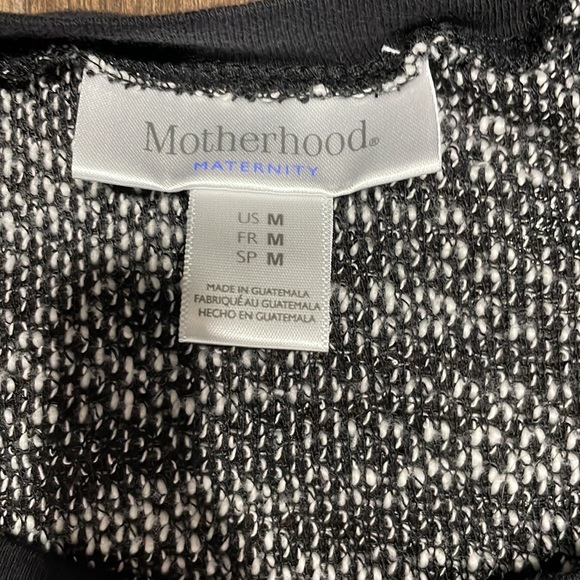 Motherhood®
MATERNITY
US M
FR M
SP M
MADE IN GUATEMALA
FABRIQUÉ AU GUATEMALA
HECHO EN GUATEMALA